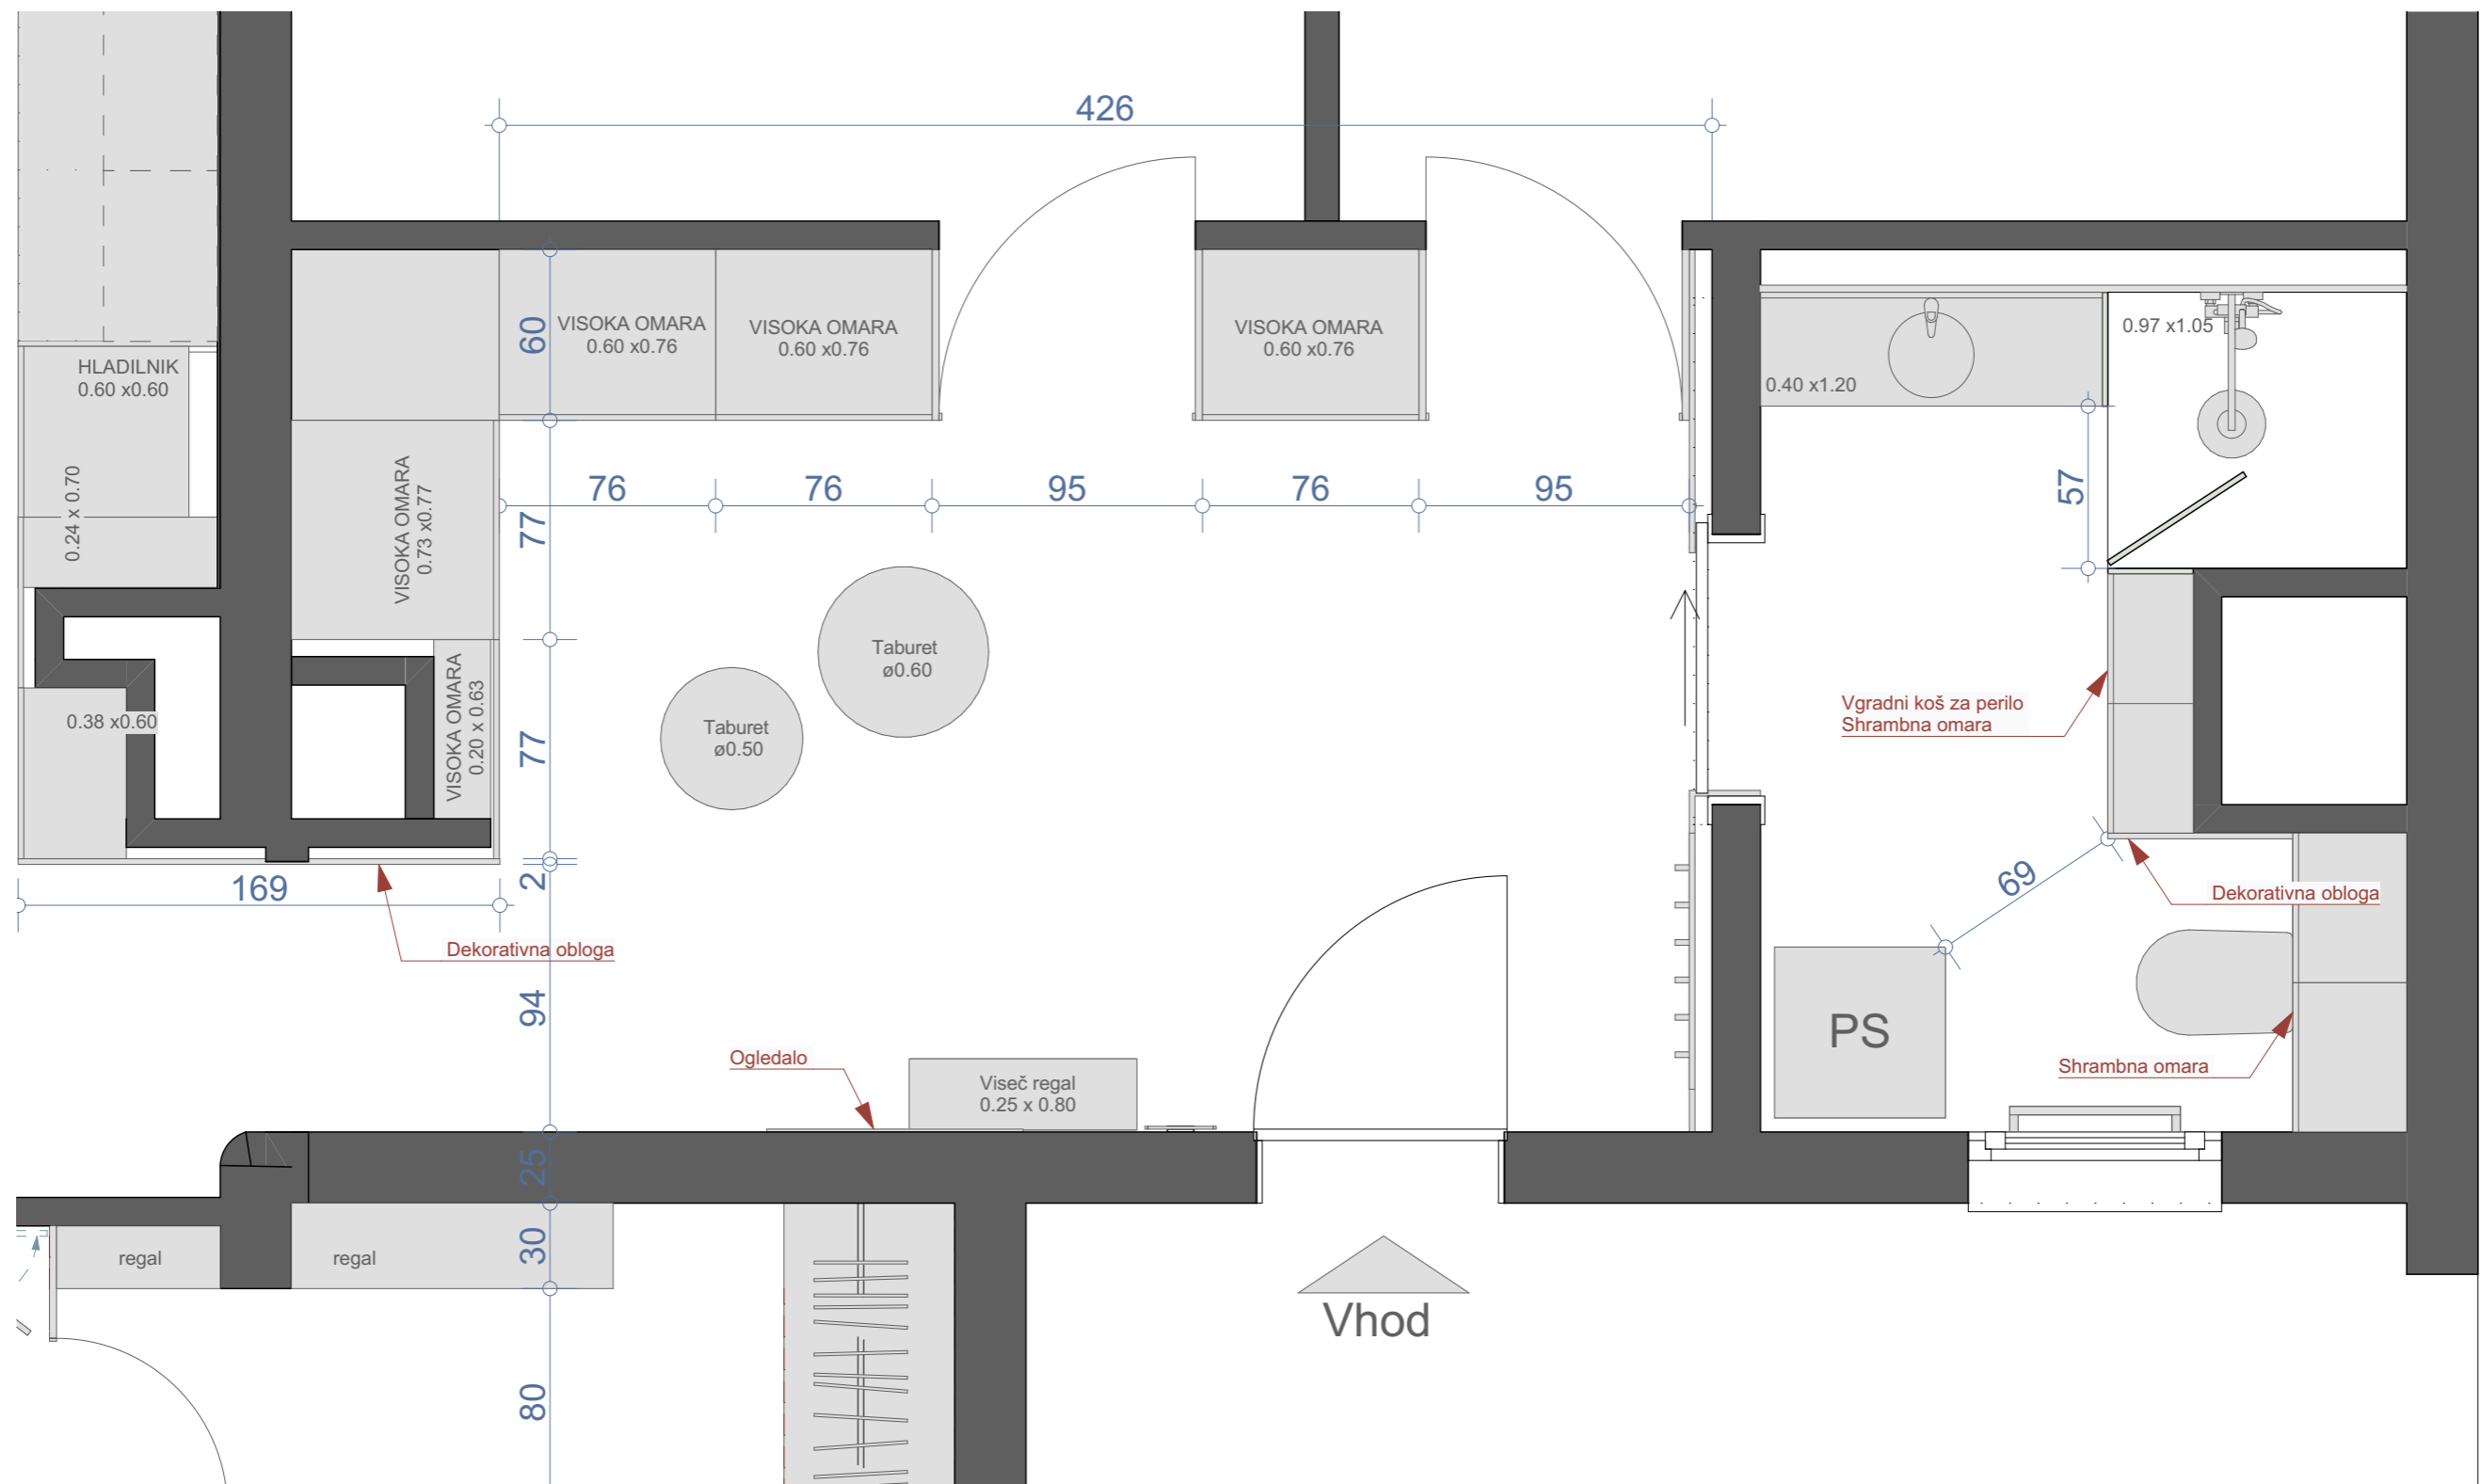 426
VISOKA OMARA
0.60 x0.76
VISOKA OMARA
0.60 x0.76
VISOKA OMARA
0.60 x0.76
60
0.97 x1.05
0.40 x1.20
HLADILNIK
0.60 x0.60
0.24 x 0.70
VISOKA OMARA
0.73 x0.77
76
76
95
76
95
77
57
Taburet
ø0.60
Taburet
ø0.50
0.38 x0.60
VISOKA OMARA
0.20 x 0.63
77
Vgradni koš za perilo
Shrambna omara
169
2
69
Dekorativna obloga
Dekorativna obloga
94
PS
Ogledalo
Viseč regal
0.25 x 0.80
Shrambna omara
25
regal
regal
30
Vhod
80